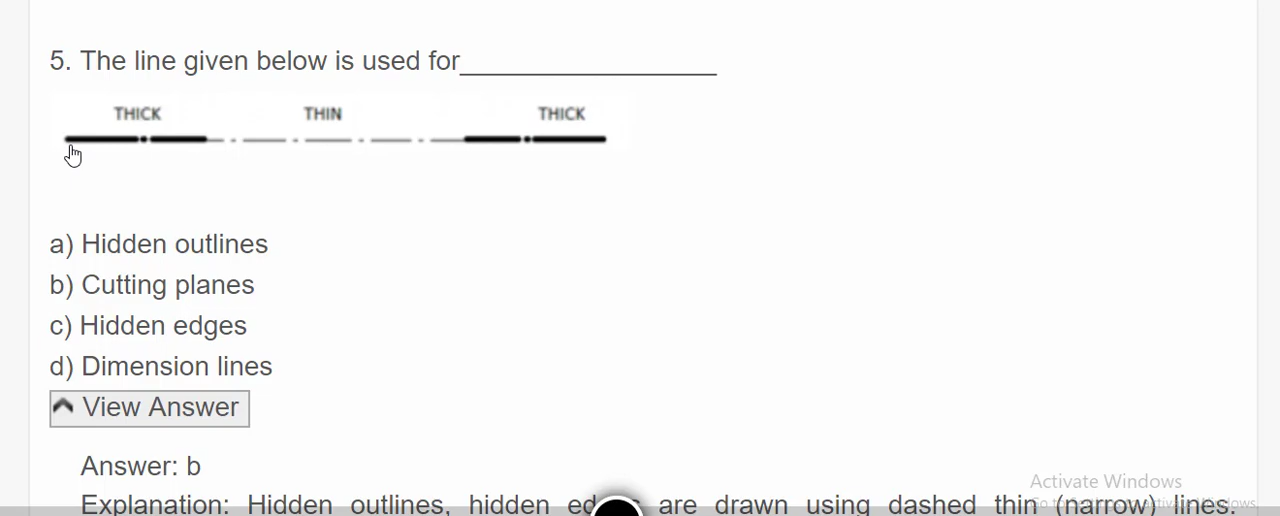 5. The line given below is used for_________________
THICK THIN THICK
a) Hidden outlines
b) Cutting planes
c) Hidden edges
d) Dimension lines
View Answer
Answer: b
Activate Windows
Explanation: Hidden outlines, hidden are drawn using dashed thin (narrow) lines.